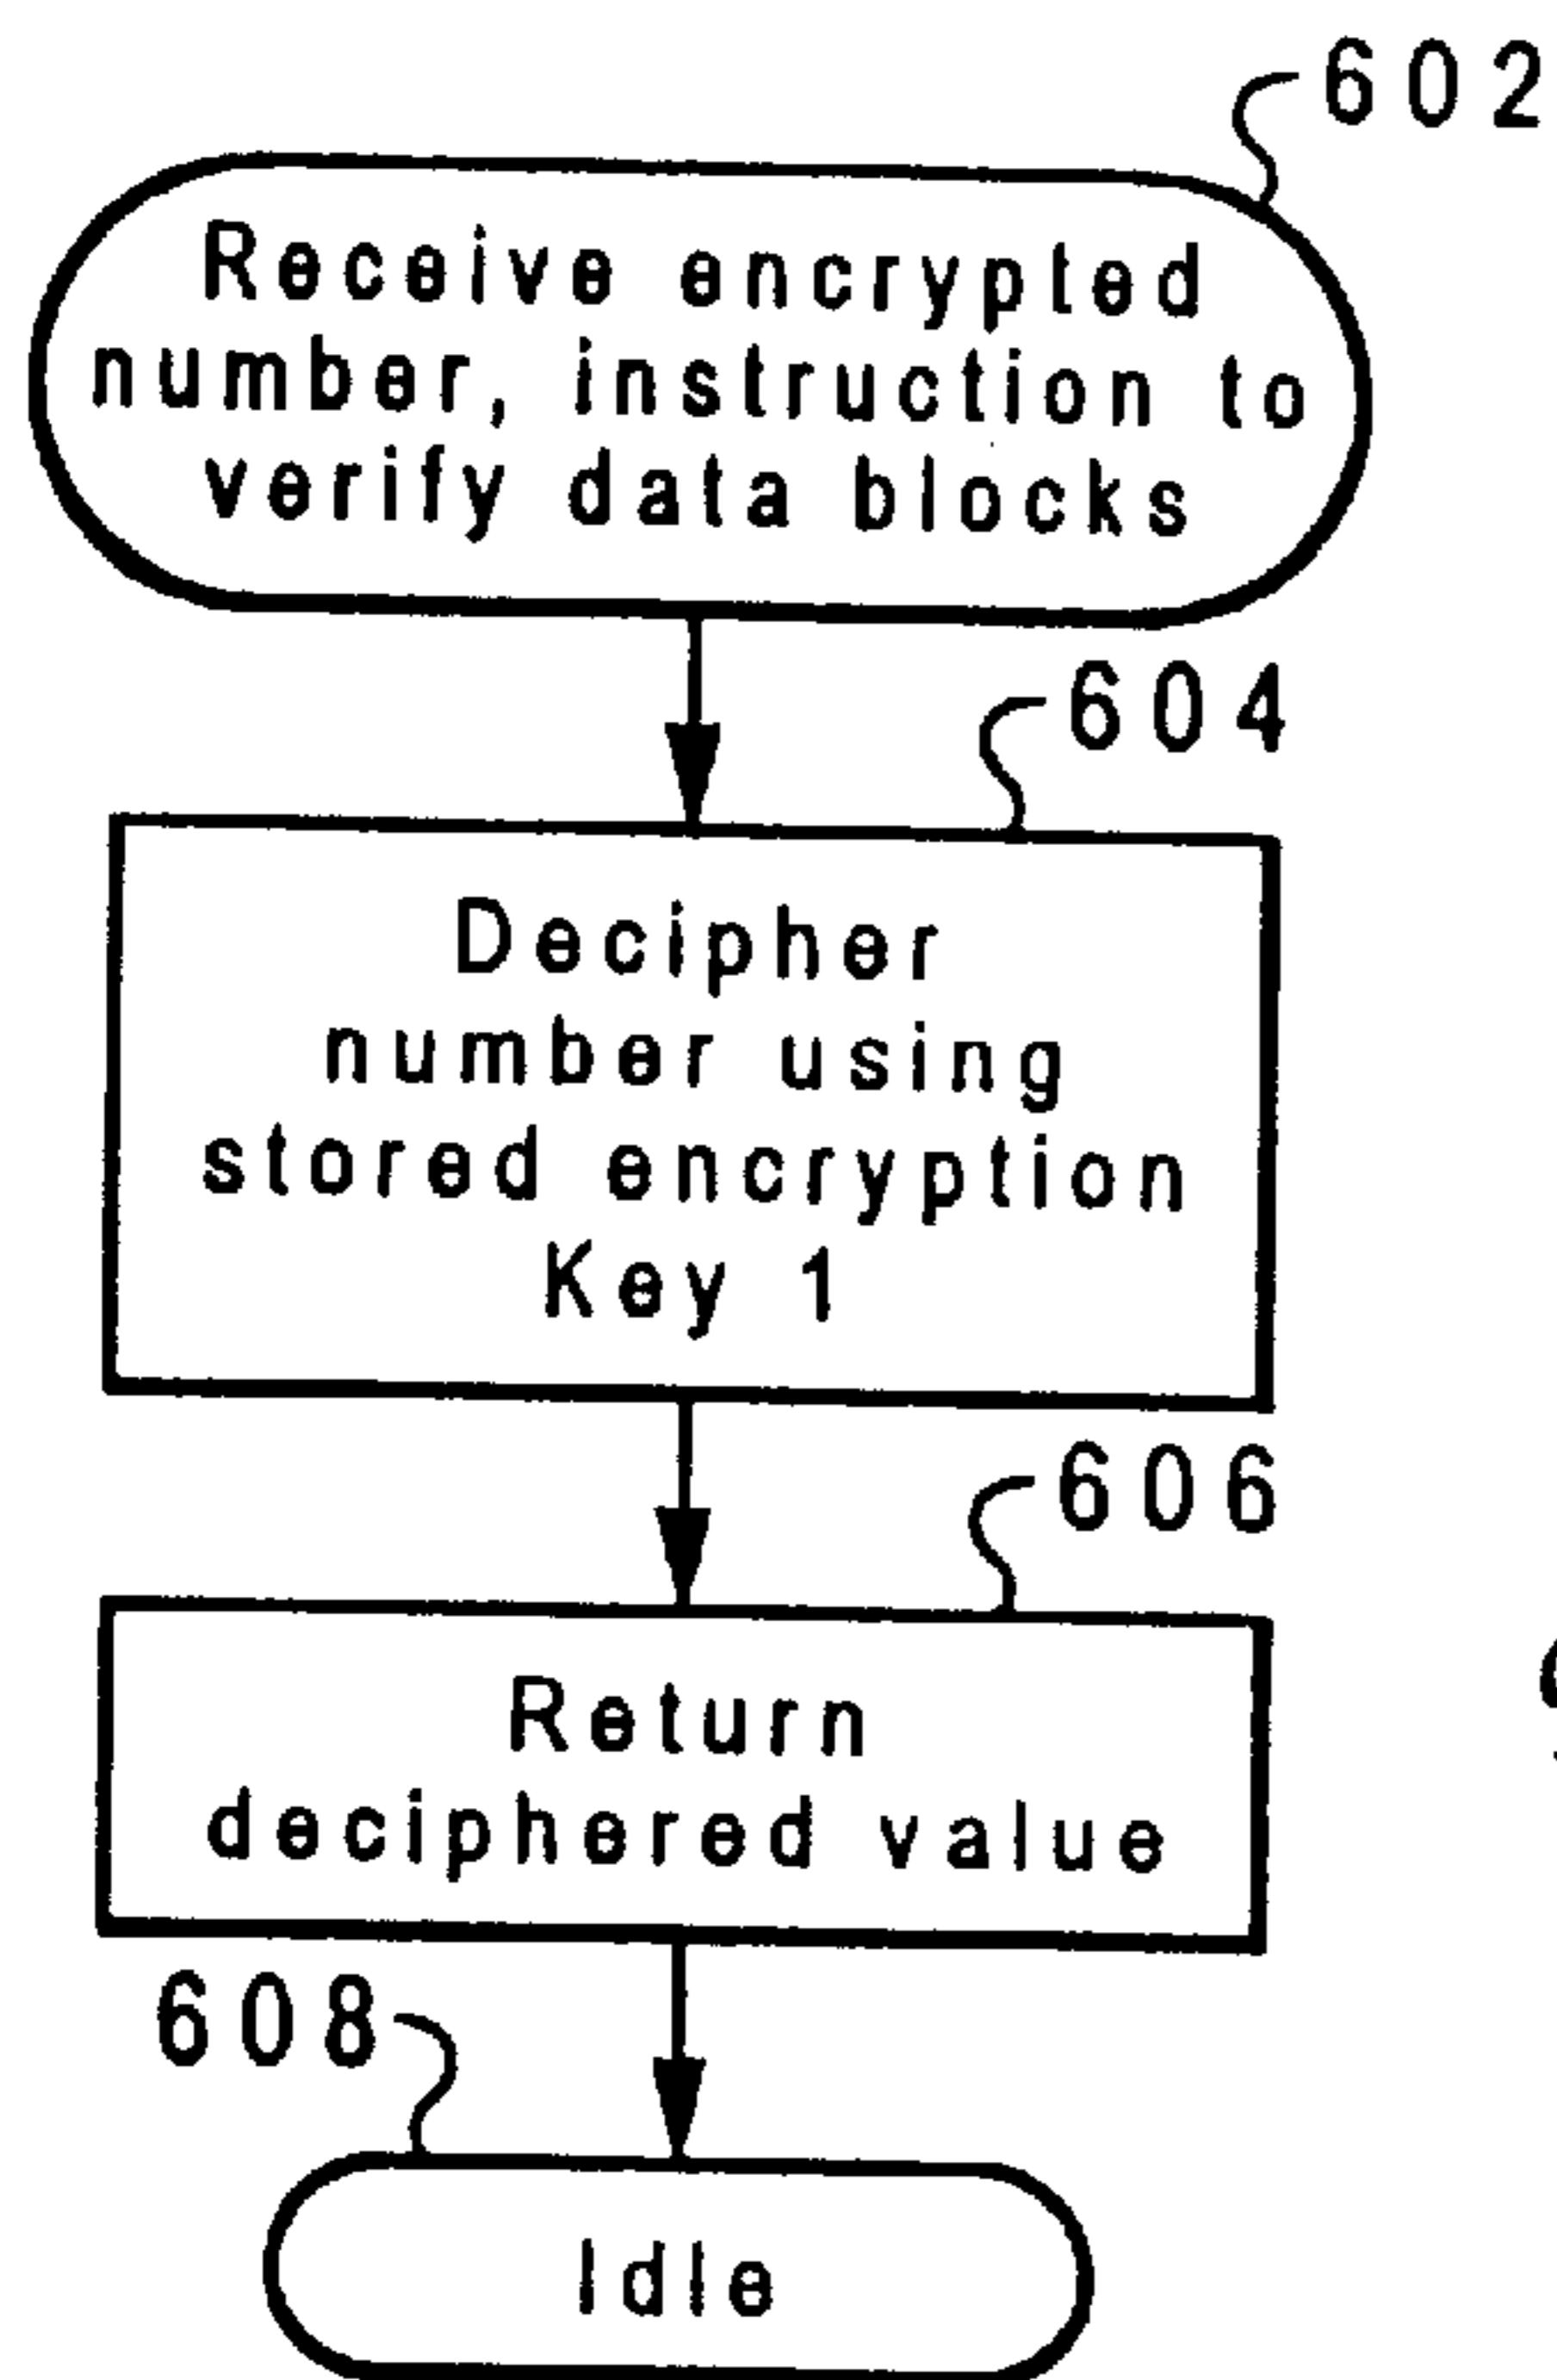 602
Receive encrypted
number, instruction to
verify data blocks
604
Decipher
number using
stored encryption
Key 1
606
Return
deciphered value
608
Idle